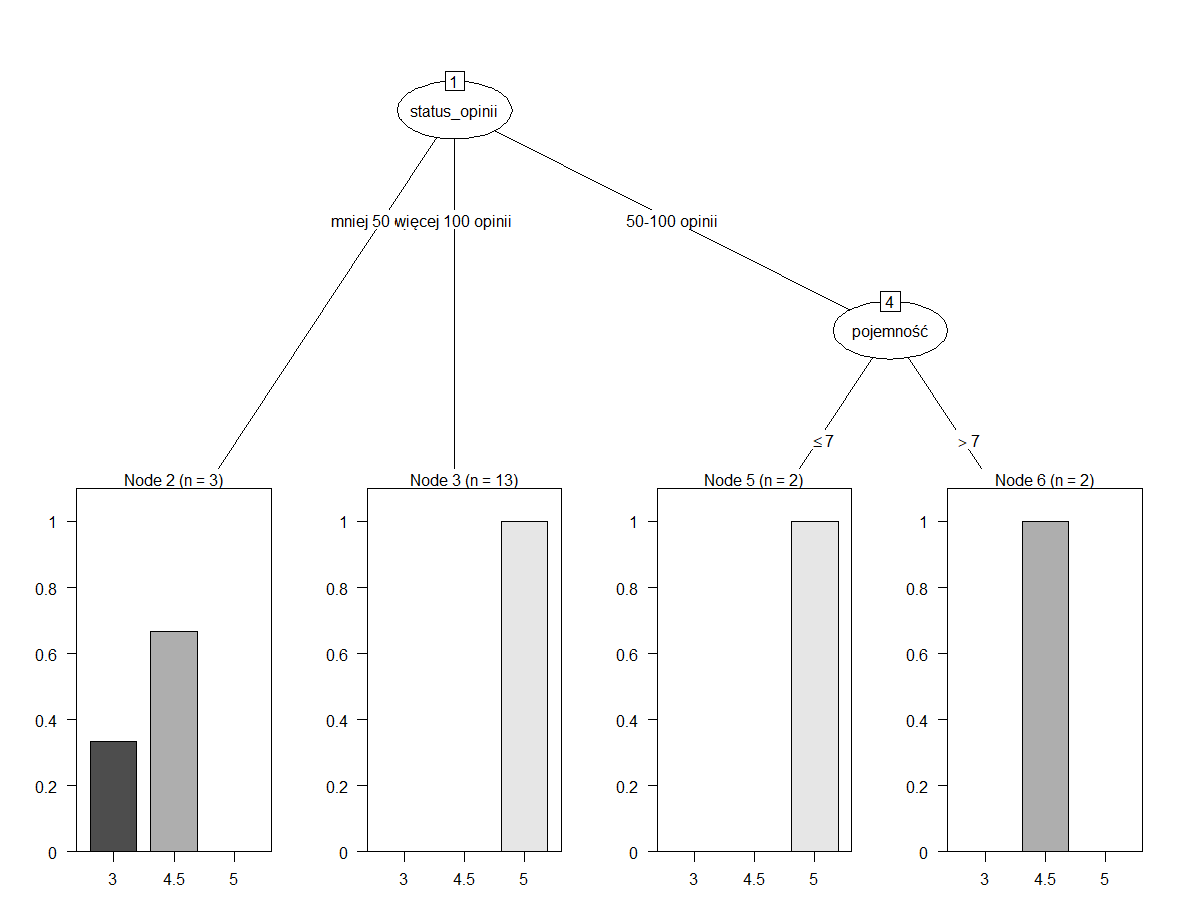 1
status_opinii
mniej 50 więcej 100 opinii
50-100 opinii
4
pojemność
≤ 7
> 7
Node 2 (n = 3)
1
0.8
0.6
0.4
0.2
0
3 4.5 5
Node 3 (n = 13)
1
0.8
0.6
0.4
0.2
0
3 4.5 5
Node 5 (n = 2)
1
0.8
0.6
0.4
0.2
0
3 4.5 5
Node 6 (n = 2)
1
0.8
0.6
0.4
0.2
0
3 4.5 5